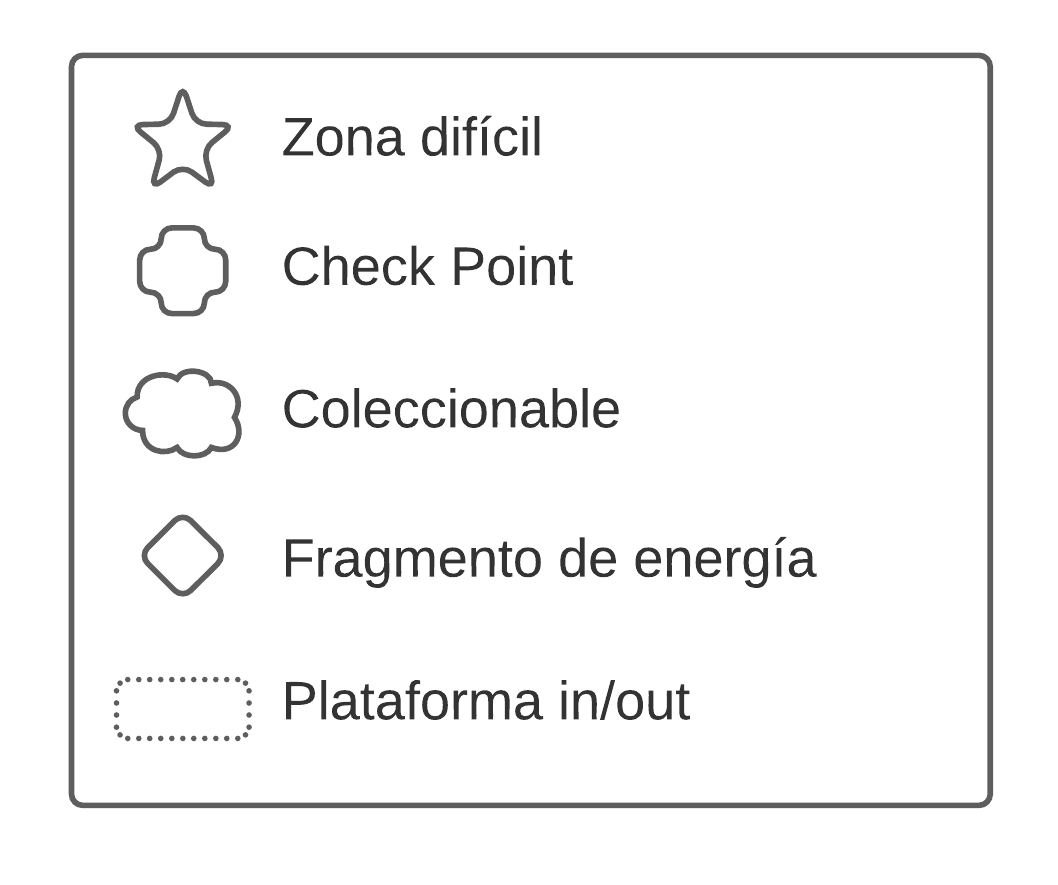 Zona difícil
Check Point
Coleccionable
Fragmento de energía
Plataforma in/out